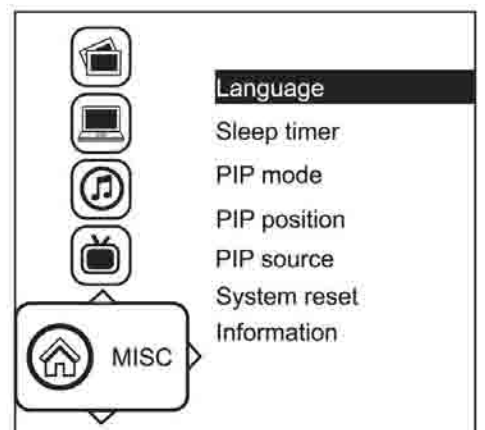 Language
Sleep timer
PIP mode
PIP position
PIP source
System reset
Information
MISC